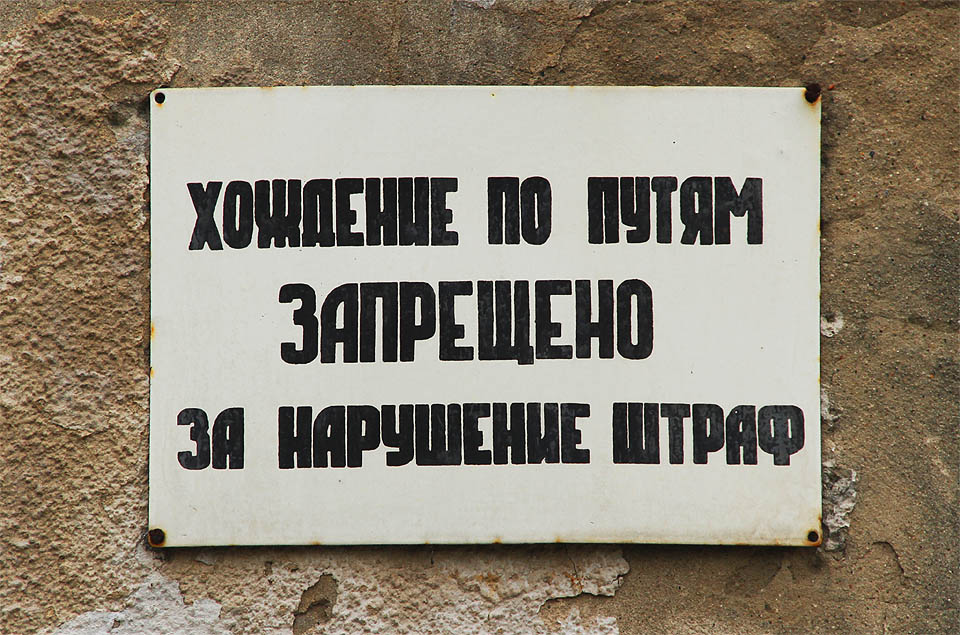 ХОЖДЕНИЕ ПО ПУТЯМ
ЗАПРЕЩЕНО
ЗА НАРУШЕНИЕ ШТРАФ